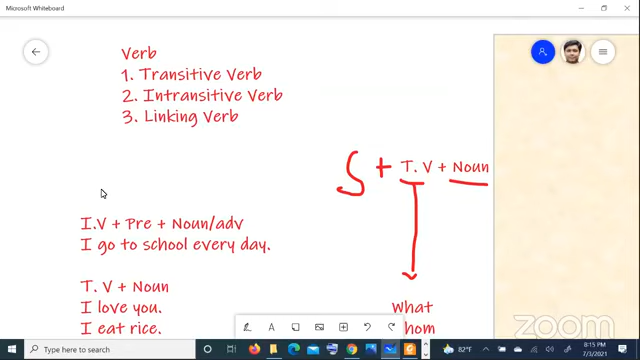 Microsoft Whiteboard
Verb
1. Transitive Verb
2. Intransitive Verb
3. Linking Verb
S + T. V + Noun
I.V + Pre + Noun/adv
I go to school every day.
T. V + Noun
I love you.
I eat rice.
what
zoom
Type here to search
82°F
8:15 PM
7/3/2021